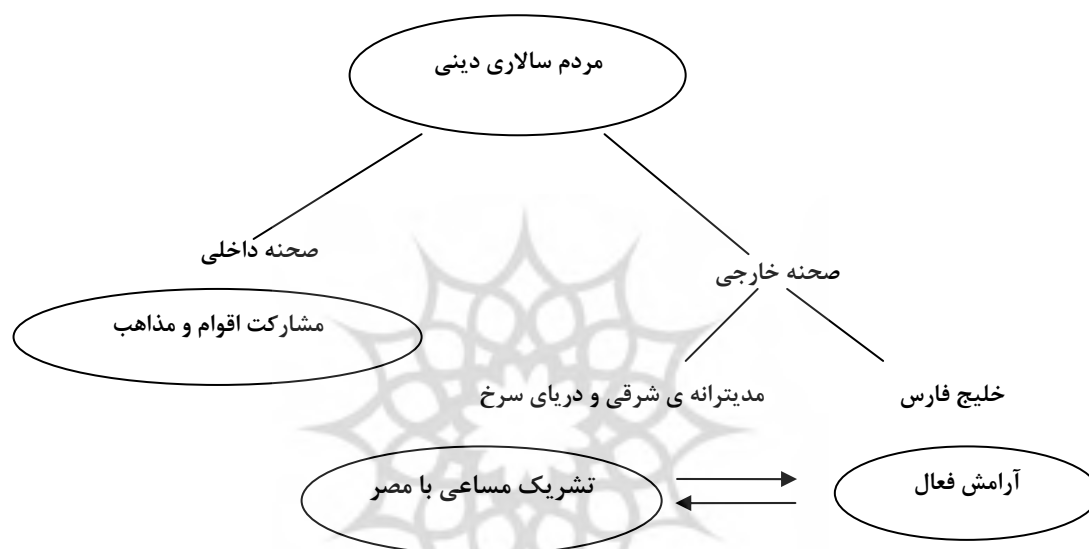 مردم سالاری دینی
صحنه خارجی
صحنه داخلی
مشارکت اقوام و مذاهب
خلیج فارس
مدیترانه ی شرقی و دریای سرخ
آرامش فعال
تشریک مساعی با مصر